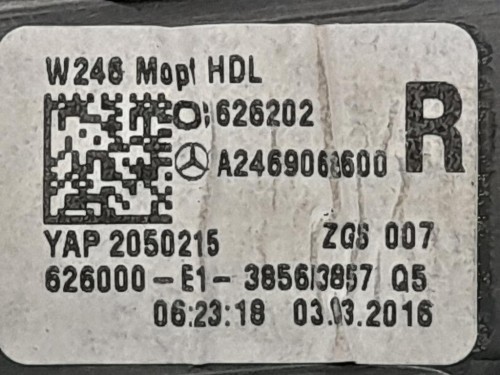 W246 Mopf HDL
626202
R
YAP 2050215 ZGS 007
626000-E1-3856/3857 Q5
06:23:18 03.03.2016